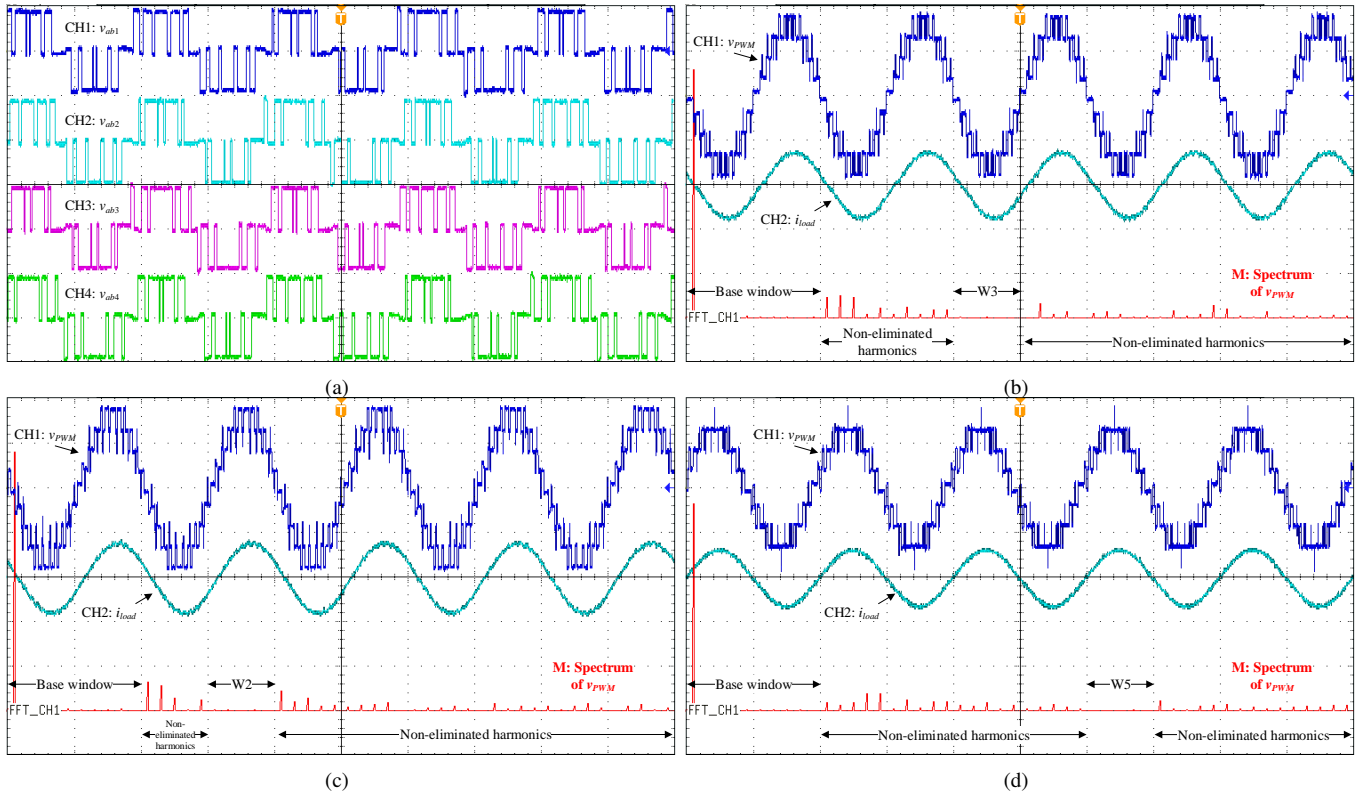 T
CH1: vab1
CH2: vab2
CH3: vab3
CH4: vab4
(a)
T
CH1: vPWM
CH2: iload
M: Spectrum
of vPWM
Base window
W3
FFT_CH1
Non-eliminated
harmonics
Non-eliminated harmonics
(b)
T
CH1: vPWM
CH2: iload
M: Spectrum
of vPWM
Base window
W2
FFT_CH1
Non-
eliminated
harmonics
Non-eliminated harmonics
(c)
T
CH1: vPWM
CH2: iload
M: Spectrum
of vPWM
Base window
W5
FFT_CH1
Non-eliminated harmonics
Non-eliminated harmonics
(d)